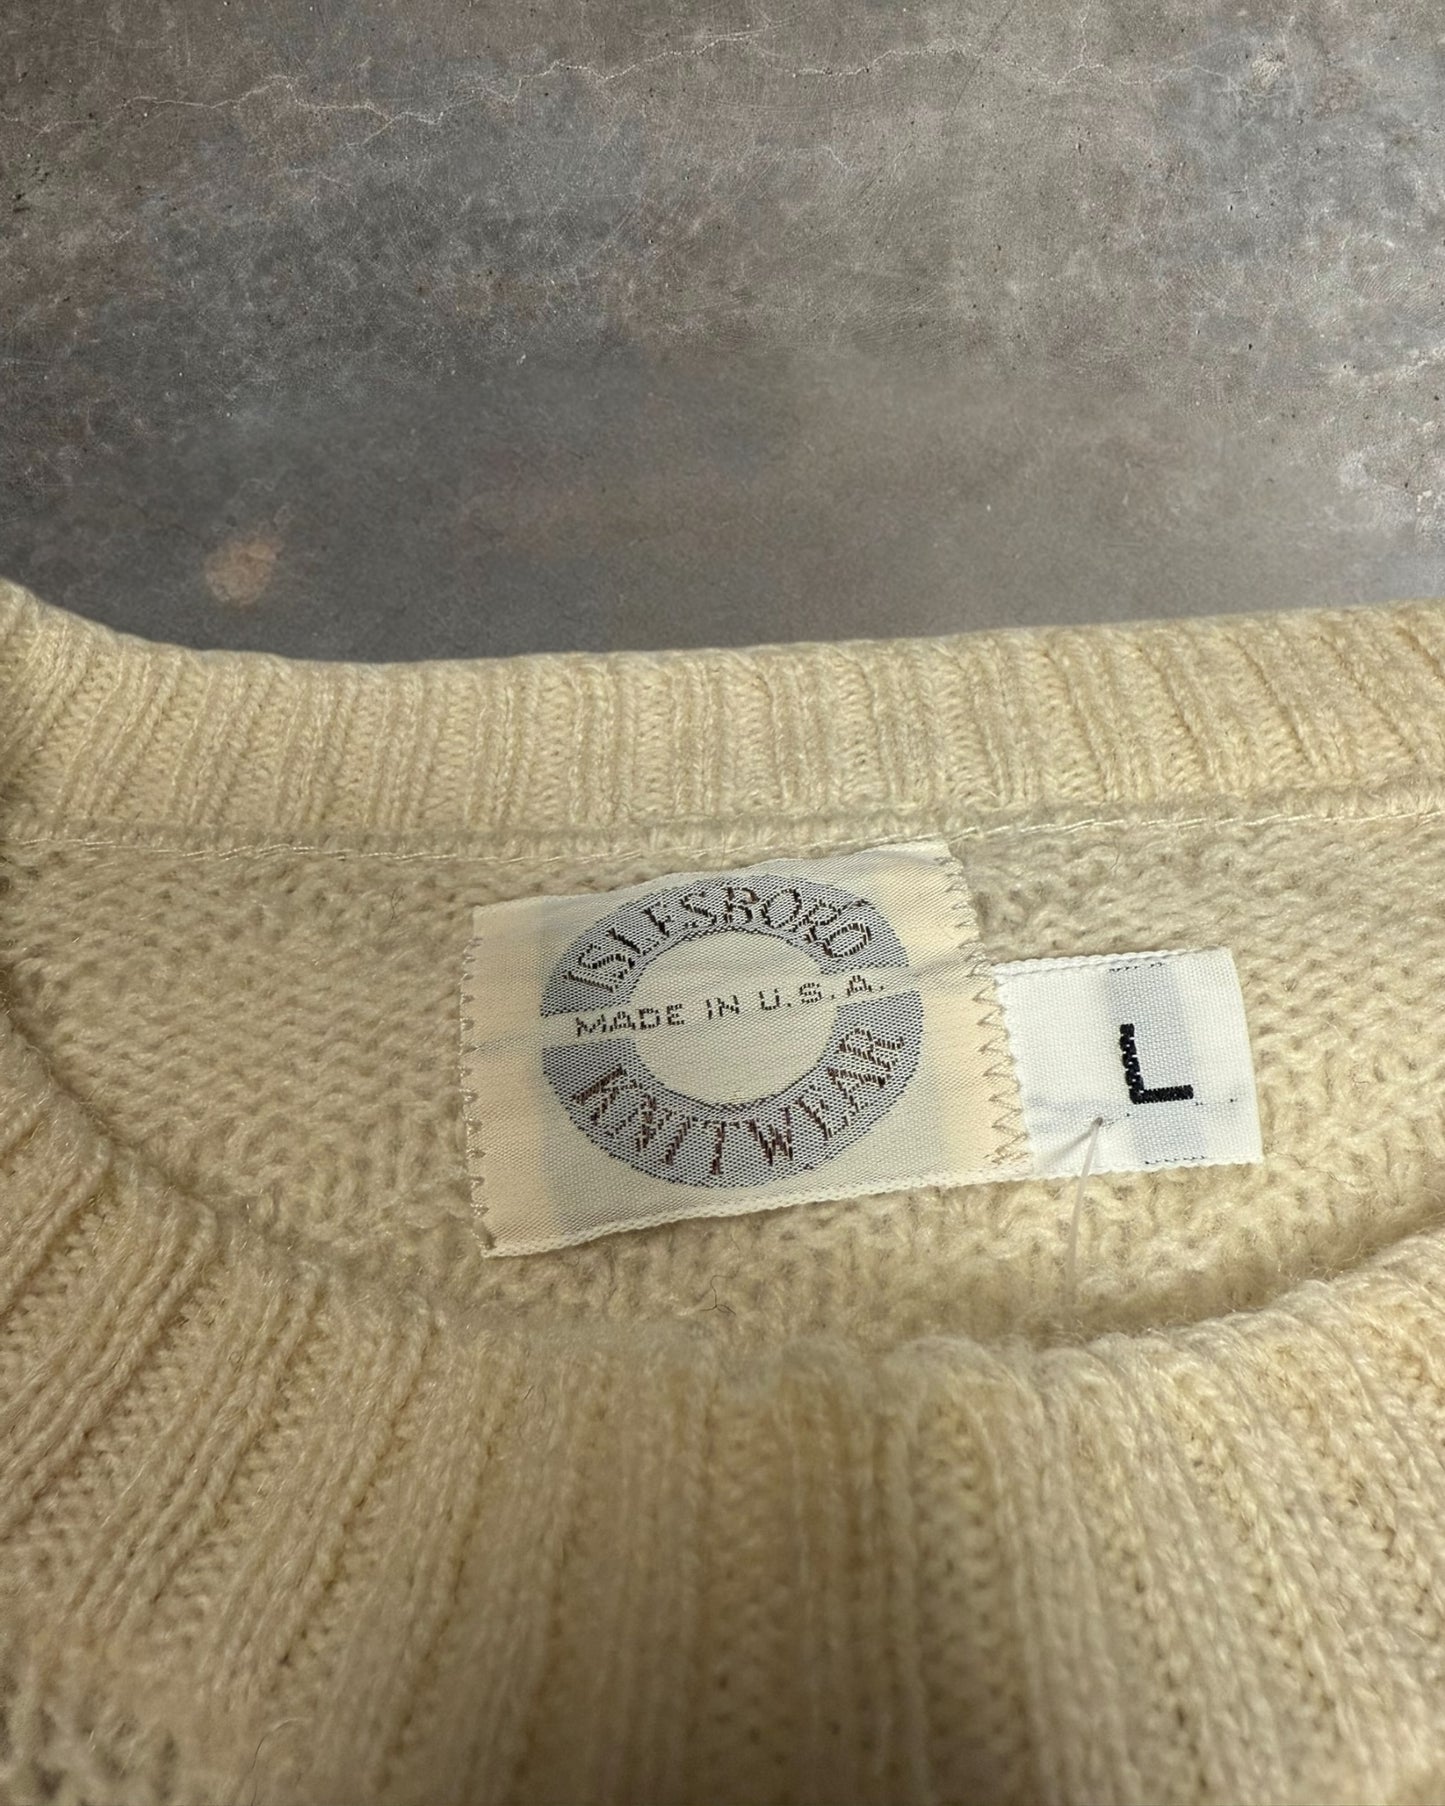 ISLESBORO
MADE IN U.S.A.
KNITWEAR
L